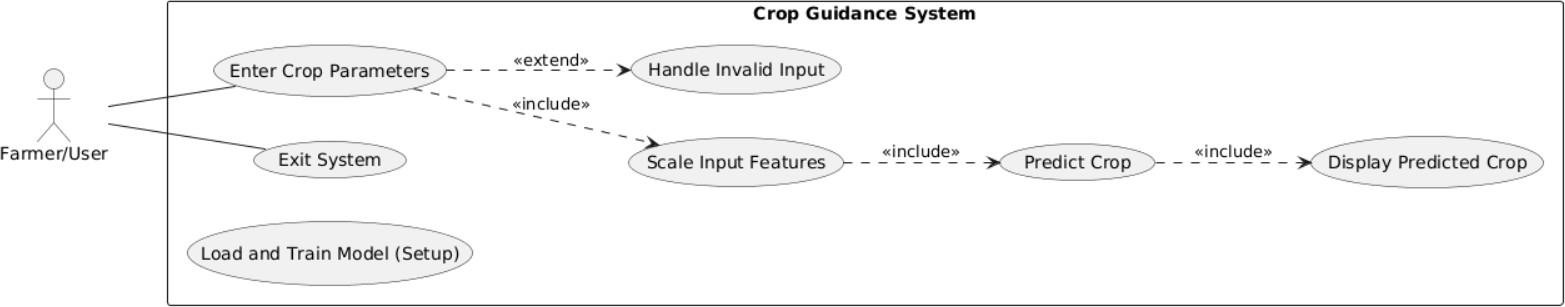 Crop Guidance System
Enter Crop Parameters
«extend»
Handle Invalid Input
«include»
Farmer/User
Exit System
Scale Input Features
«include»
Predict Crop
«include»
Display Predicted Crop
Load and Train Model (Setup)